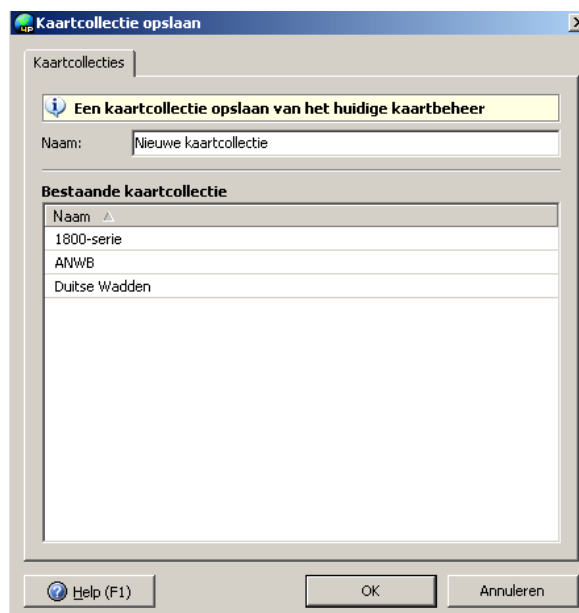 Kaartcollectie opslaan
Kaartcollecties
Een kaartcollectie opslaan van het huidige kaartbeheer
Naam: Nieuwe kaartcollectie
Bestaande kaartcollectie
Naam
1800-serie
ANWB
Duitse Wadden
Help (F1) OK Annuleren